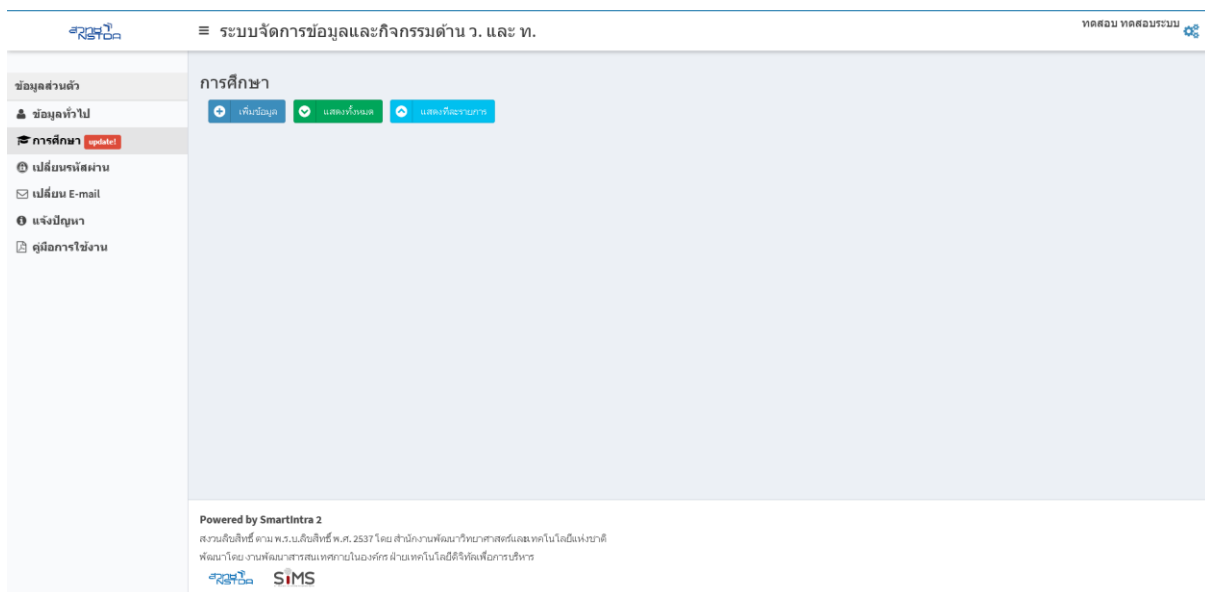 สวทช
NSTDA
≡ ระบบจัดการข้อมูลและกิจกรรมด้าน ว. และ ท.
ทดสอบ ทดสอบระบบ
ข้อมูลส่วนตัว
ข้อมูลทั่วไป
การศึกษา update!
เปลี่ยนรหัสผ่าน
เปลี่ยน E-mail
แจ้งปัญหา
คู่มือการใช้งาน
การศึกษา
เพิ่มข้อมูล
แสดงทั้งหมด
แสดงทีละรายการ
Powered by SmartIntra 2
สงวนลิขสิทธิ์ ตาม พ.ร.บ.ลิขสิทธิ์ พ.ศ. 2537 โดย สำนักงานพัฒนาวิทยาศาสตร์และเทคโนโลยีแห่งชาติ
พัฒนาโดย งานพัฒนาสารสนเทศภายในองค์กร ฝ่ายเทคโนโลยีดิจิทัลเพื่อการบริหาร
สวทช
NSTDA
SiMS